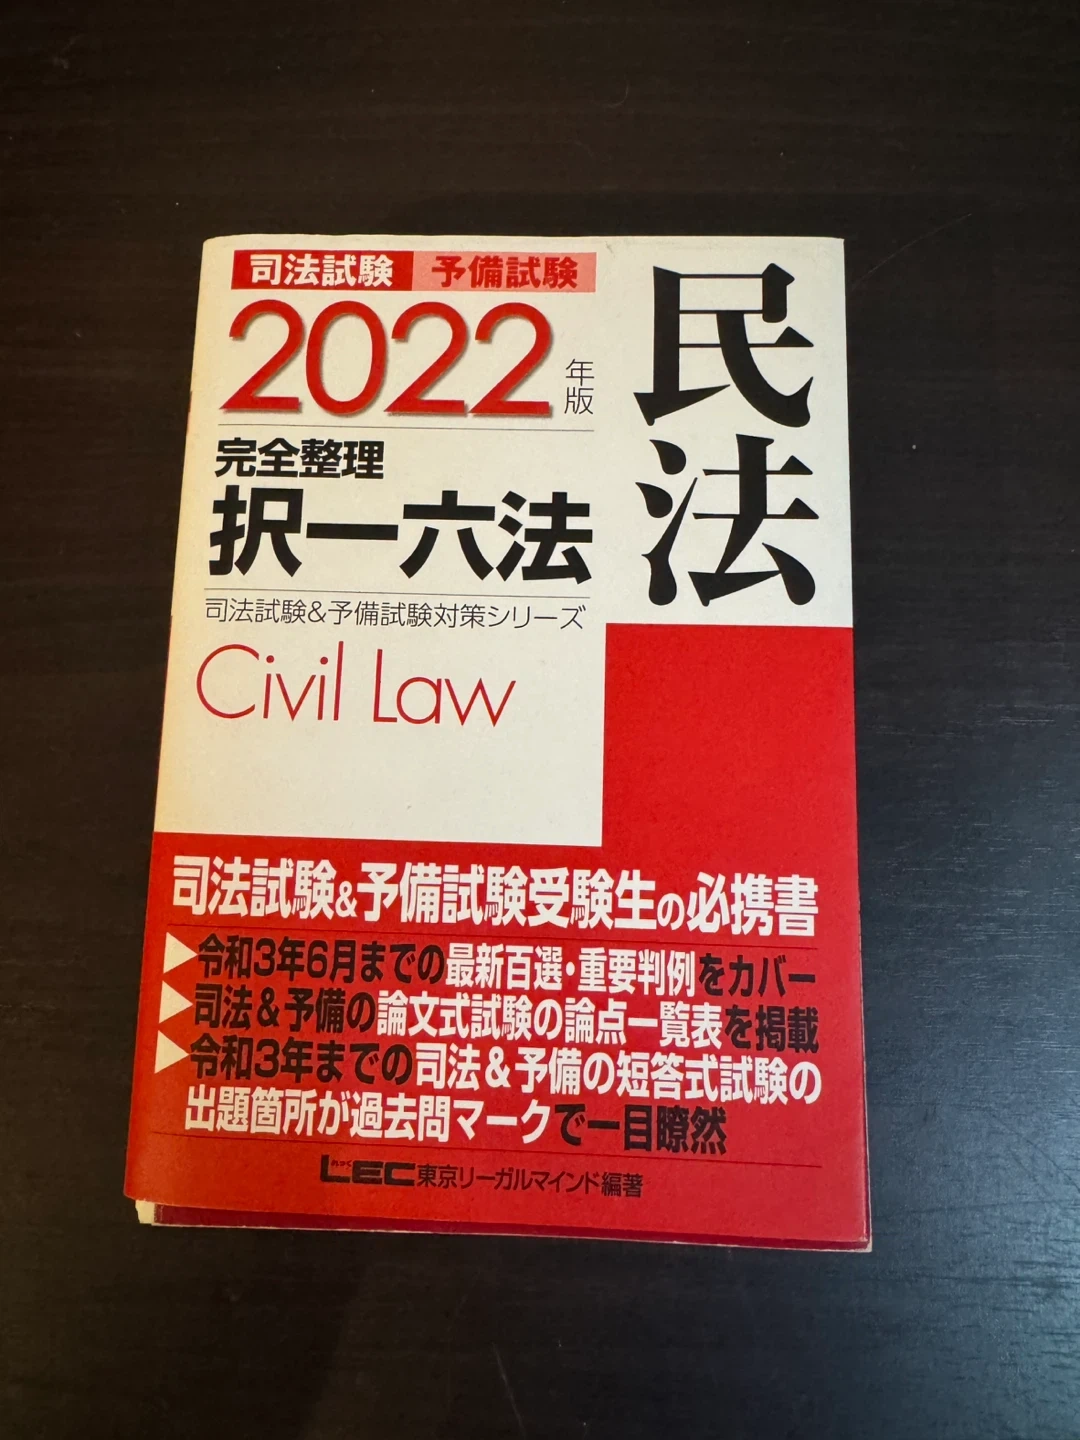 司法試験 予備試験
2022年版
完全整理
択一六法
司法試験&予備試験対策シリーズ
Civil Law
民法
司法試験&予備試験受験生の必携書
令和3年6月までの最新百選・重要判例をカバー
司法&予備の論文式試験の論点一覧表を掲載
令和3年までの司法&予備の短答式試験の
出題箇所が過去問マークで一目瞭然
LEC東京リーガルマインド編著